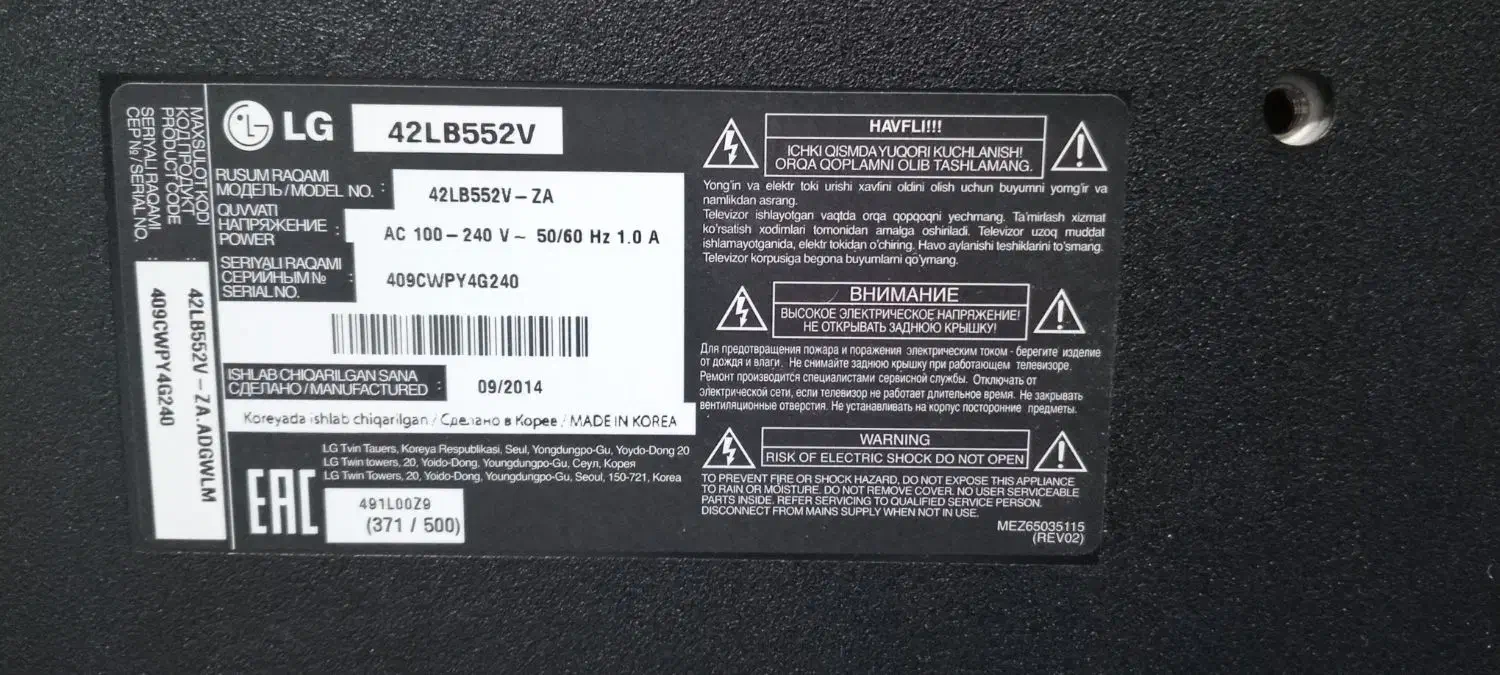 MAXSULOT KODI
КОД ПРОДУКТ
PRODUCT CODE
SERIYALI RAQAMI
СЕР№/ SERIAL NO.
: 42LB552V-ZA.ADGWLM
: 409CWPY4G240
LG
42LB552V
RUSUM RAQAMI
МОДЕЛЬ / MODEL NO. : 42LB552V-ZA
QUVVATI
НАПРЯЖЕНИЕ :
POWER
AC 100-240 V~ 50/60 Hz 1.0 A
SERIYALI RAQAMI
СЕРИЙНЫМ № :
SERIAL NO.
409CWPY4G240
ISHLAB CHIQARILGAN SANA
СДЕЛАНО / MANUFACTURED : 09/2014
Koreyada ishlab chiqarilgan / Сделано в Корее / MADE IN KOREA
EAC
LG Tvin Tauers, Koreya Respublikasi, Seul, Yongdungpo-Gu, Yoydo-Dong 20
LG Twin towers, 20, Yoido-Dong, Youngdungpo-Gu, Сеул, Корея
LG Twin Towers, 20, Yoido-Dong, Youngdungpo-Gu, Seoul, 150-721, Korea
491L00Z9
(371 / 500)
HAVFLI!!!
ICHKI QISMDA YUQORI KUCHLANISH!
ORQA QOPLAMNI OLIB TASHLAMANG.
Yong'in va elektr toki urishi xavfini oldini olish uchun buyumni yomg'ir va
namlikdan asrang.
Televizor ishlayotgan vaqtda orqa qopqoqni yechmang. Ta'mirlash xizmat
ko'rsatish xodimlari tomonidan amalga oshiriladi. Televizor uzoq muddat
ishlamayotganida, elektr tokidan o'chiring. Havo aylanishi teshiklarini to'smang.
Televizor korpusiga begona buyumlarni qo'ymang.
ВНИМАНИЕ
ВЫСОКОЕ ЭЛЕКТРИЧЕСКОЕ НАПРЯЖЕНИЕ!
НЕ ОТКРЫВАТЬ ЗАДНЮЮ КРЫШКУ!
Для предотвращения пожара и поражения электрическим током - берегите изделие
от дождя и влаги. Не снимайте заднюю крышку при работающем телевизоре.
Ремонт производится специалистами сервисной службы. Отключать от
электрической сети, если телевизор не работает длительное время. Не закрывать
вентиляционные отверстия. Не устанавливать на корпус посторонние предметы.
WARNING
RISK OF ELECTRIC SHOCK DO NOT OPEN
TO PREVENT FIRE OR SHOCK HAZARD, DO NOT EXPOSE THIS APPLIANCE
TO RAIN OR MOISTURE. DO NOT REMOVE COVER. NO USER SERVICEABLE
PARTS INSIDE. REFER SERVICING TO QUALIFIED SERVICE PERSON.
DISCONNECT FROM MAINS SUPPLY WHEN NOT IN USE.
MEZ65035115
(REV02)